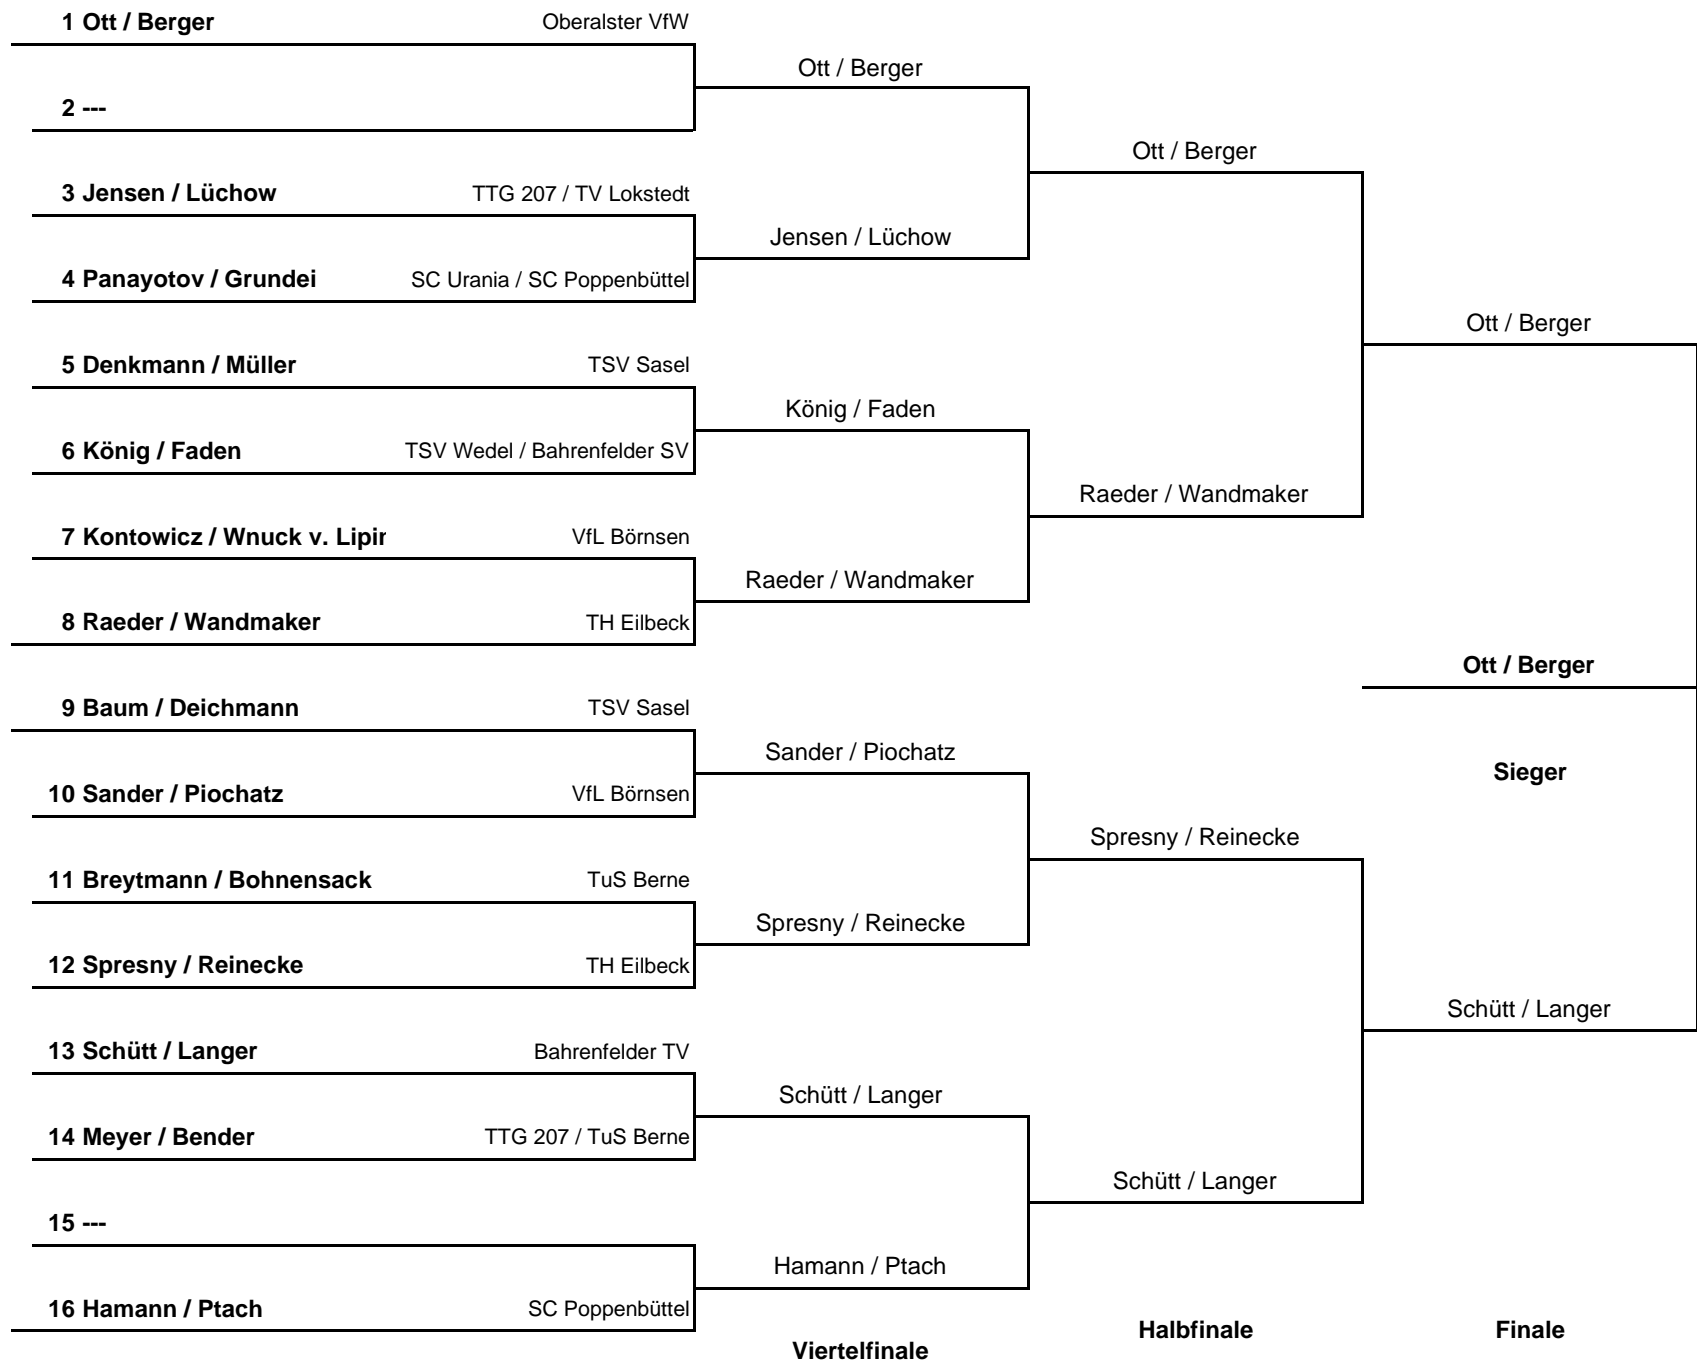 1 Ott / Berger Oberalster VfW
Ott / Berger
2 ---
Ott / Berger
3 Jensen / Lüchow TTG 207 / TV Lokstedt
Jensen / Lüchow
4 Panayotov / Grundei SC Urania / SC Poppenbüttel
Ott / Berger
5 Denkmann / Müller TSV Sasel
König / Faden
6 König / Faden TSV Wedel / Bahrenfelder SV
Raeder / Wandmaker
7 Kontowicz / Wnuck v. Lipir VfL Börnsen
Raeder / Wandmaker
8 Raeder / Wandmaker TH Eilbeck
Ott / Berger
9 Baum / Deichmann TSV Sasel
Sander / Piochatz
Sieger
10 Sander / Piochatz VfL Börnsen
Spresny / Reinecke
11 Breytmann / Bohnensack TuS Berne
Spresny / Reinecke
12 Spresny / Reinecke TH Eilbeck
Schütt / Langer
13 Schütt / Langer Bahrenfelder TV
Schütt / Langer
14 Meyer / Bender TTG 207 / TuS Berne
Schütt / Langer
15 ---
Hamann / Ptach
16 Hamann / Ptach SC Poppenbüttel
Halbfinale Finale
Viertelfinale